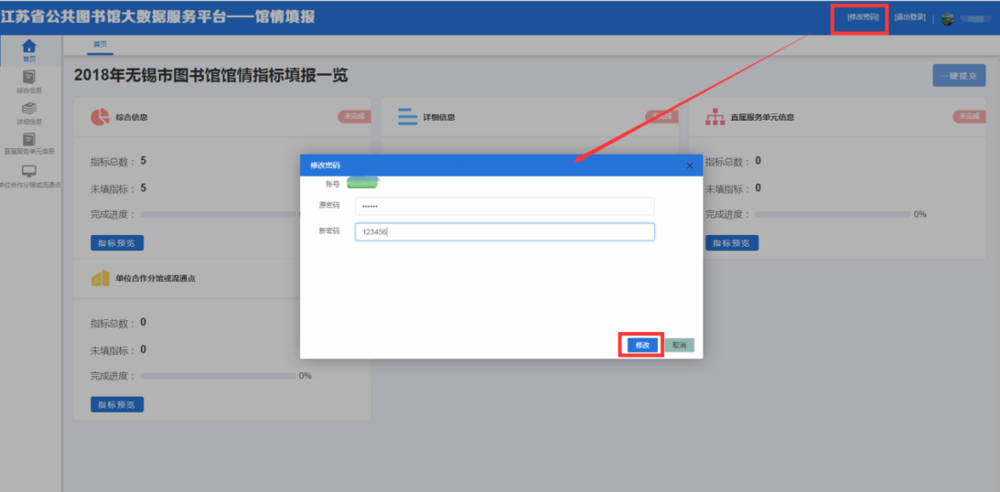 江苏省公共图书馆大数据服务平台——馆情填报
[修改密码] [退出登录] |
首页
首页
综合信息
详细信息
直属服务单元信息
单位合作分馆或流通点
2018年无锡市图书馆馆情指标填报一览
一键提交
综合信息
未完成
详细信息
未完成
直属服务单元信息
未完成
指标总数： 5
未填指标： 5
完成进度：
指标预览
指标总数： 0
未填指标： 0
完成进度： 0%
指标预览
单位合作分馆或流通点
指标总数： 0
未填指标： 0
完成进度： 0%
指标预览
修改密码
×
账号
原密码 ••••••
新密码 123456
修改
取消